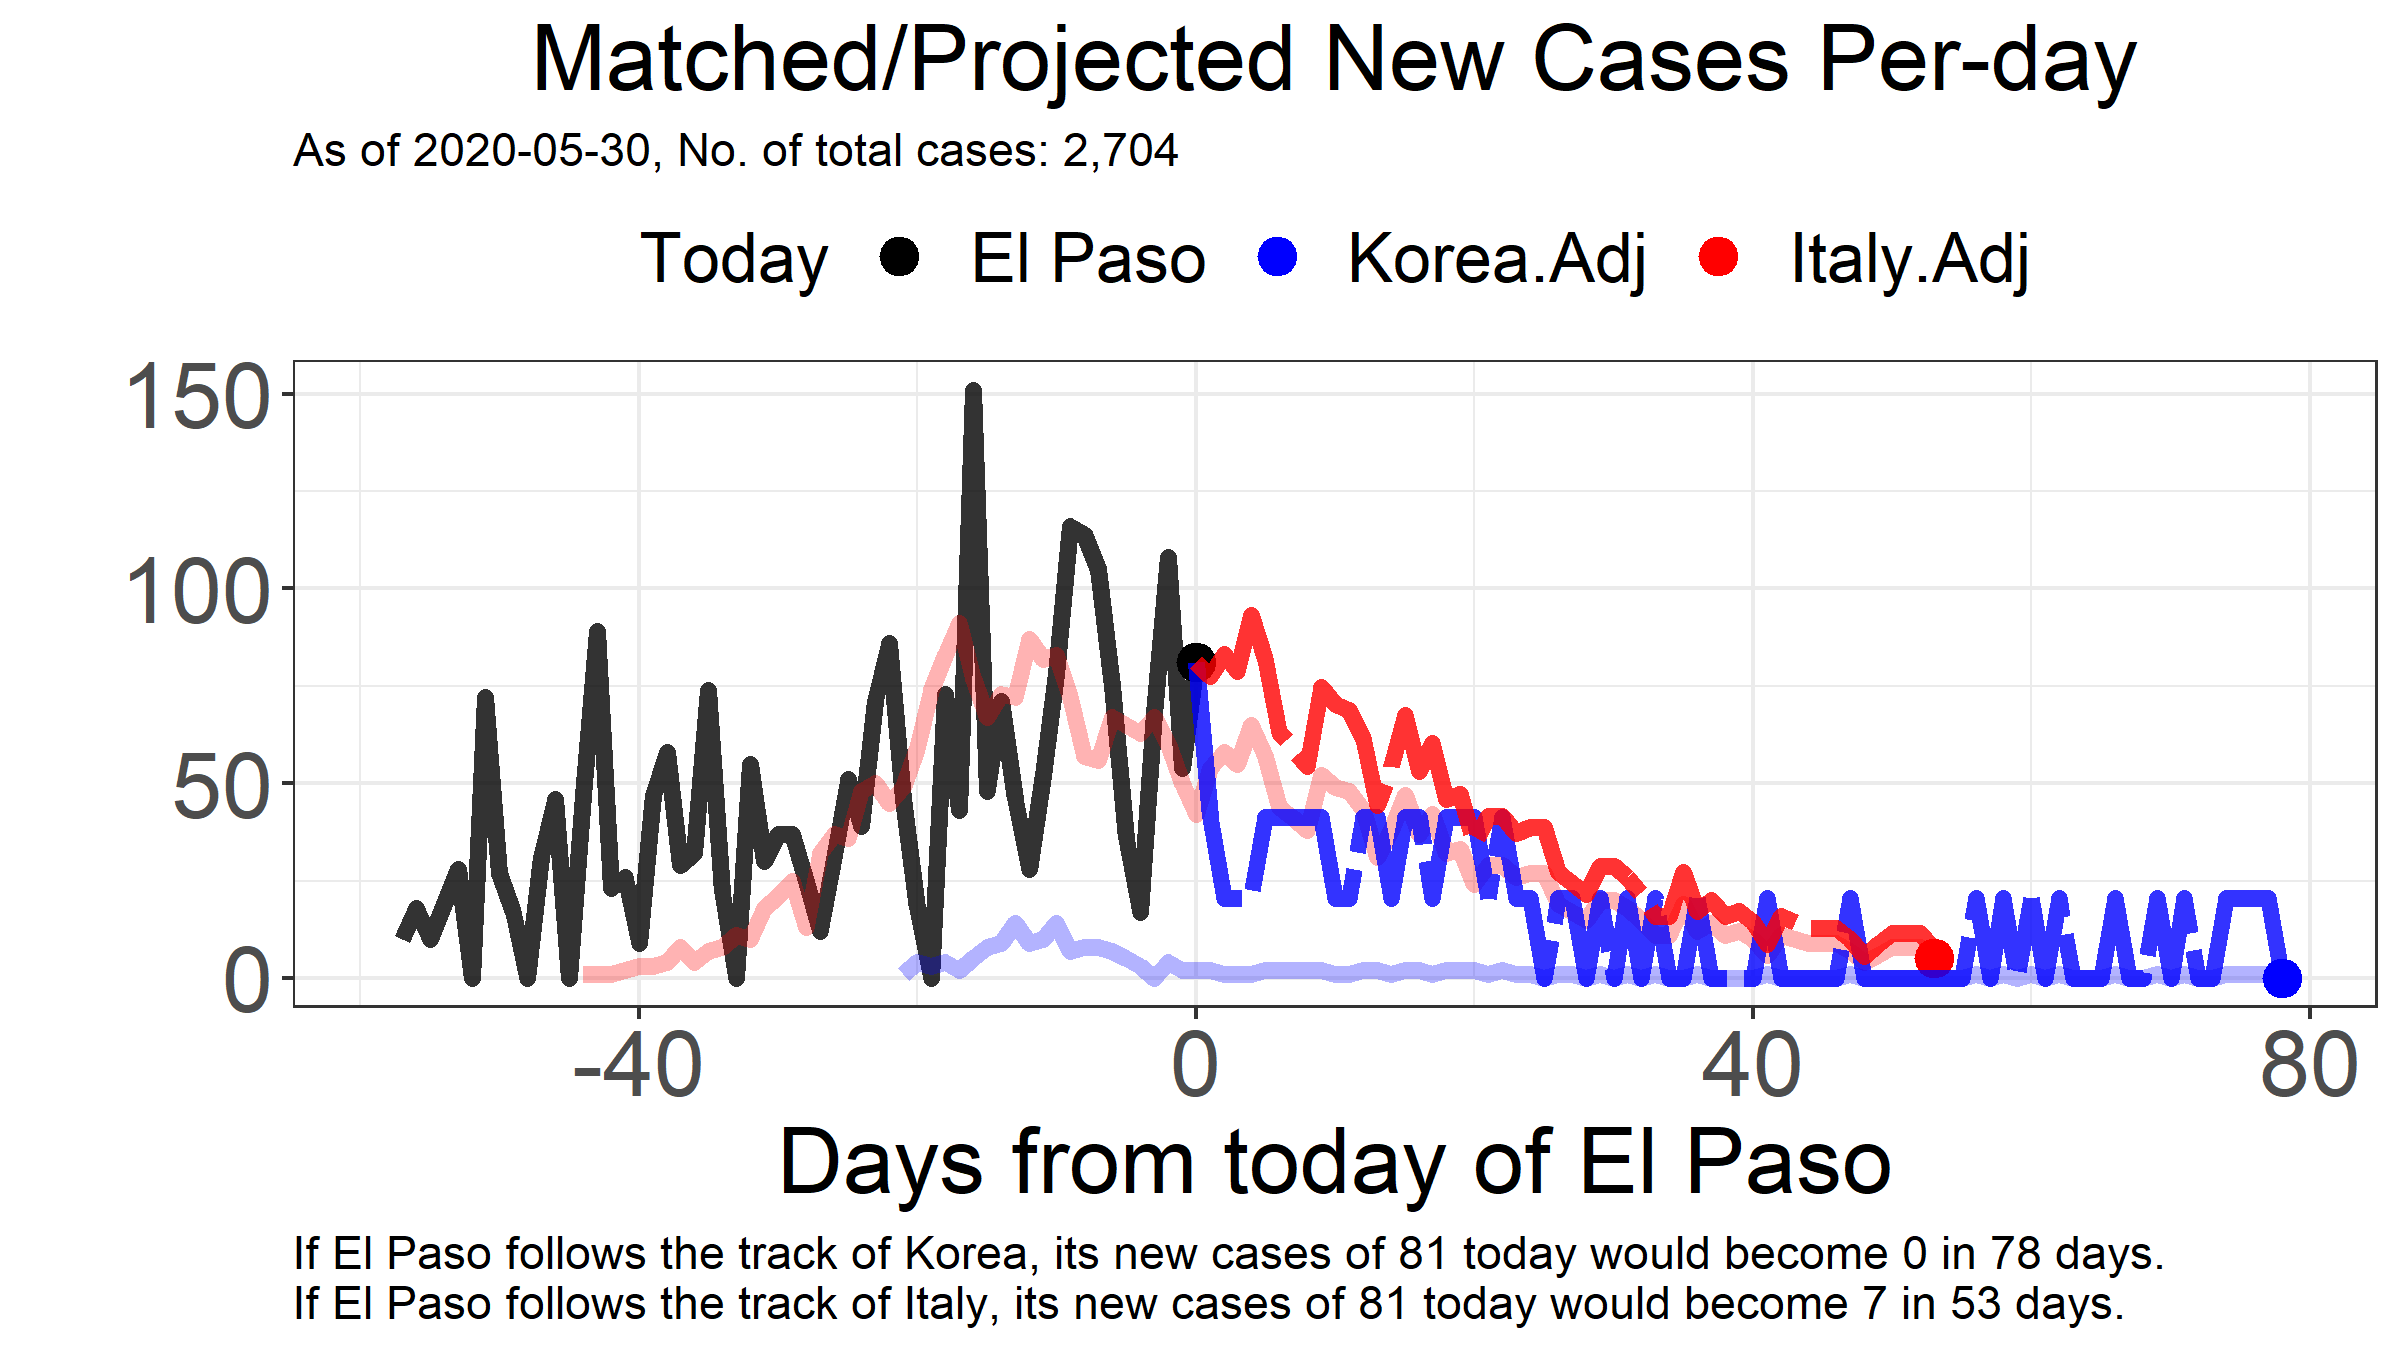 Matched/Projected New Cases Per-day
As of 2020-05-30, No. of total cases: 2,704
Today El Paso Korea.Adj Italy.Adj
150
100
50
0
-40 0 40 80
Days from today of El Paso
If El Paso follows the track of Korea, its new cases of 81 today would become 0 in 78 days.
If El Paso follows the track of Italy, its new cases of 81 today would become 7 in 53 days.